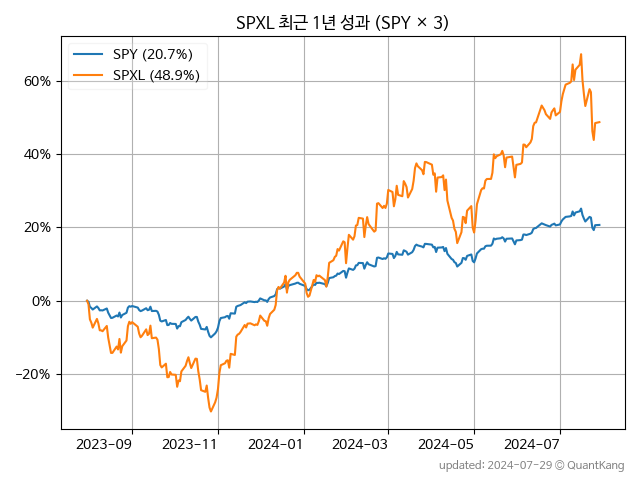 SPXL 최근 1년 성과 (SPY × 3)
SPY (20.7%)
SPXL (48.9%)
60%
40%
20%
0%
−20%
2023−09 2023−11 2024−01 2024−03 2024−05 2024−07
updated: 2024-07-29 © QuantKang